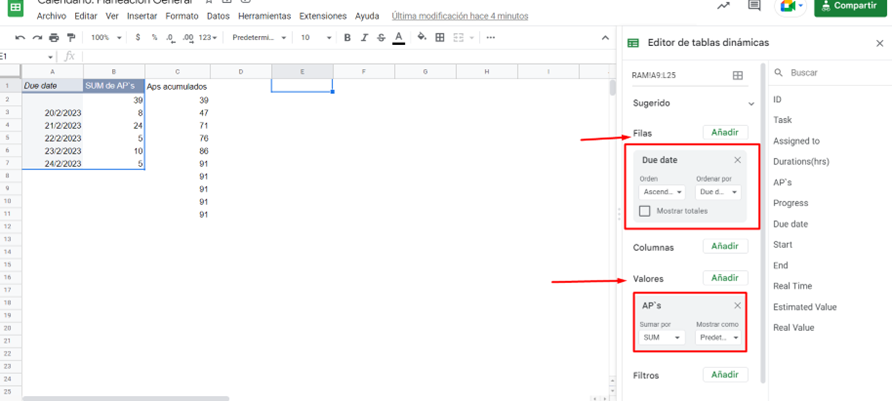 Calendario: Planeación General
Archivo Editar Ver Insertar Formato Datos Herramientas Extensiones Ayuda Última modificación hace 4 minutos
Compartir
100% $ % .0 .00 123 Predetermi... 10 B I S A
E1 fx
A B C D E F G H I
1 Due date SUM de AP`s Aps acumulados
2 39 39
3 20/2/2023 8 47
4 21/2/2023 24 71
5 22/2/2023 5 76
6 23/2/2023 10 86
7 24/2/2023 5 91
8 91
9 91
10 91
11 91
12
13
14
15
16
17
18
19
20
21
22
23
24
25
Editor de tablas dinámicas
RAM!A9:L25
Sugerido
Filas Añadir
Due date
Orden Ordenar por
Ascend... Due d...
Mostrar totales
Columnas Añadir
Valores Añadir
AP`s
Sumar por Mostrar como
SUM Predet...
Filtros Añadir
Buscar
ID
Task
Assigned to
Durations(hrs)
AP`s
Progress
Due date
Start
End
Real Time
Estimated Value
Real Value